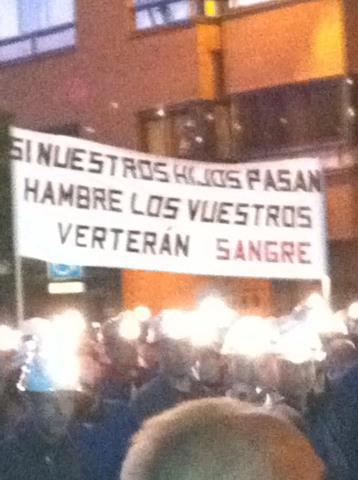 SI NUESTROS HIJOS PASAN
HAMBRE LOS VUESTROS
VERTERÁN SANGRE